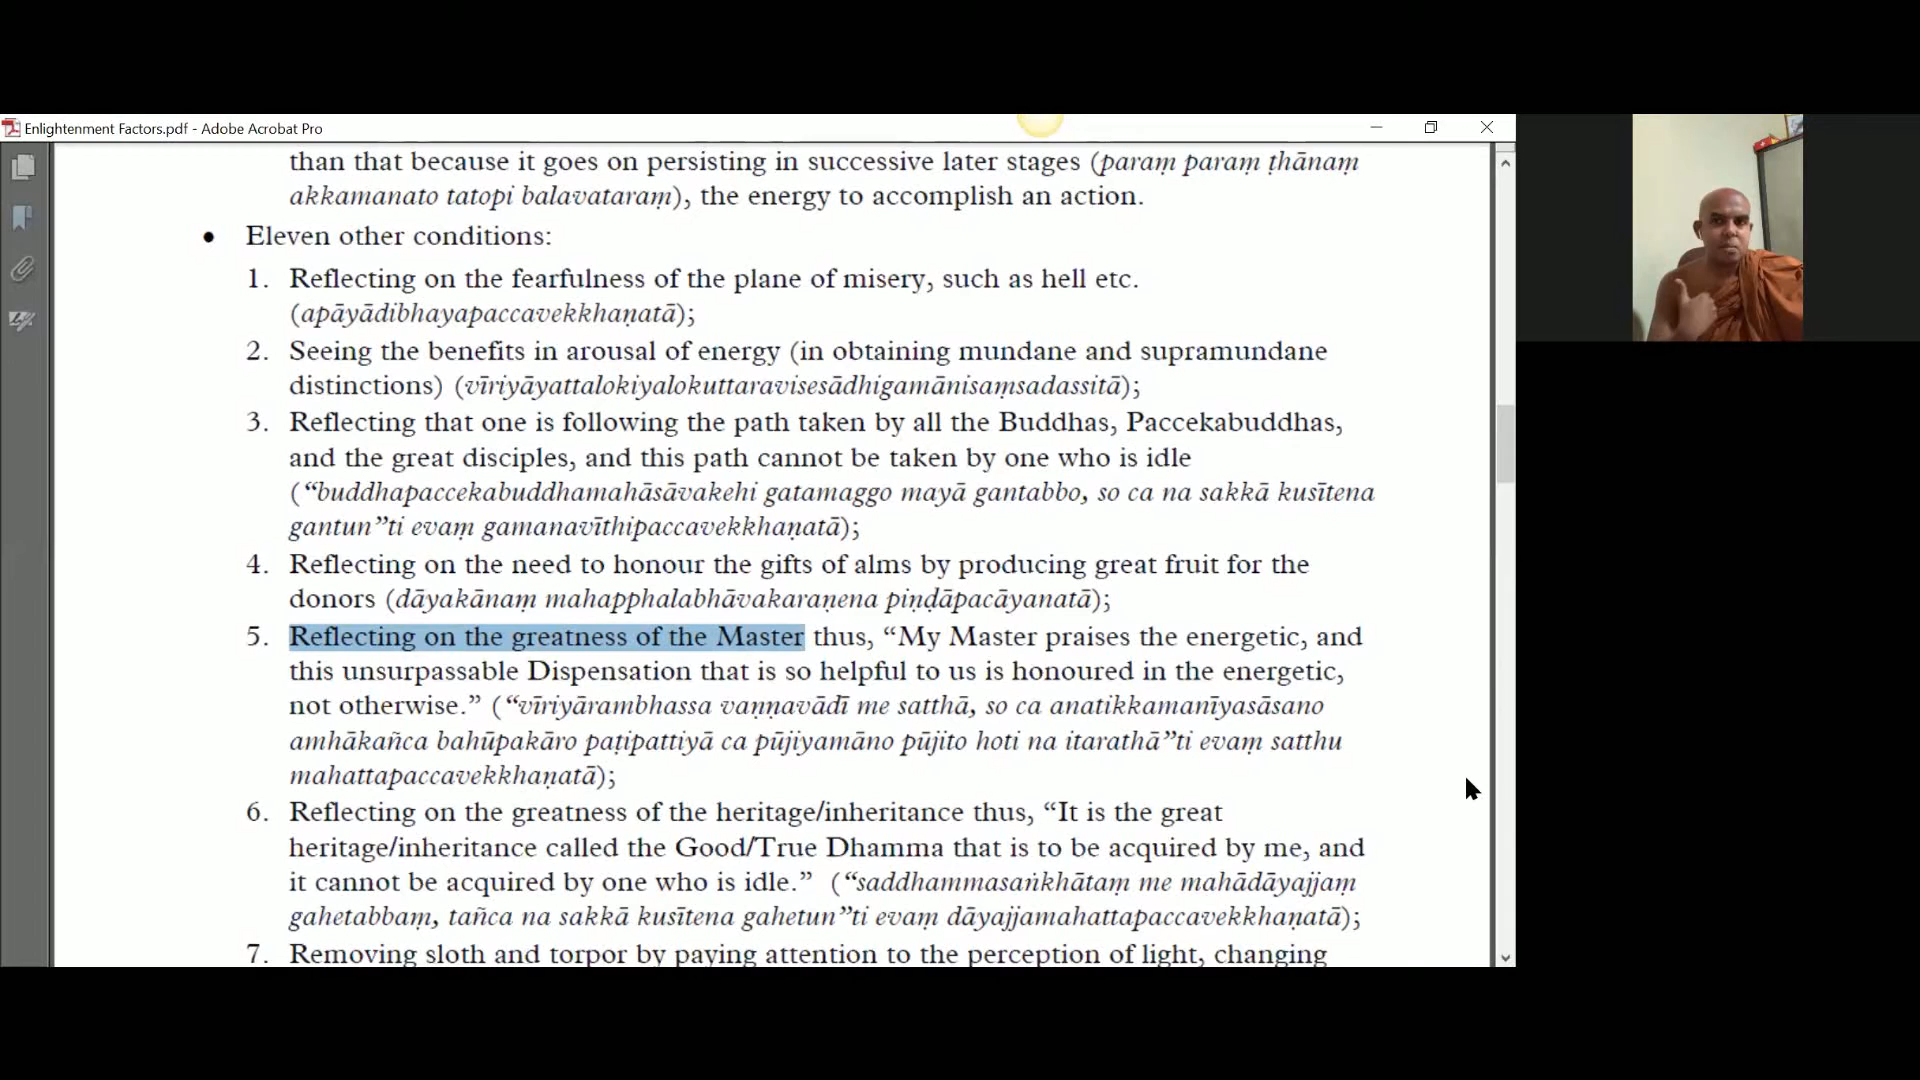 Enlightenment Factors.pdf - Adobe Acrobat Pro
than that because it goes on persisting in successive later stages (paraṃ paraṃ ṭhānaṃ
akkamanato tatopi balavataraṃ), the energy to accomplish an action.
• Eleven other conditions:
1. Reflecting on the fearfulness of the plane of misery, such as hell etc.
(apāyādibhayapaccavekkhaṇatā);
2. Seeing the benefits in arousal of energy (in obtaining mundane and supramundane
distinctions) (vīriyāyattalokiyalokuttaravisesādhigamānisaṃsadassitā);
3. Reflecting that one is following the path taken by all the Buddhas, Paccekabuddhas,
and the great disciples, and this path cannot be taken by one who is idle
(“buddhapaccekabuddhamahāsāvakehi gatamaggo mayā gantabbo, so ca na sakkā kusītena
gantun”ti evaṃ gamanavīthipaccavekkhaṇatā);
4. Reflecting on the need to honour the gifts of alms by producing great fruit for the
donors (dāyakānaṃ mahapphalabhāvakaraṇena piṇḍāpacāyanatā);
5. Reflecting on the greatness of the Master thus, “My Master praises the energetic, and
this unsurpassable Dispensation that is so helpful to us is honoured in the energetic,
not otherwise.” (“vīriyārambhassa vaṇṇavādī me satthā, so ca anatikkamanīyasāsano
amhākañca bahūpakāro paṭipattiyā ca pūjiyamāno pūjito hoti na itarathā”ti evaṃ satthu
mahattapaccavekkhaṇatā);
6. Reflecting on the greatness of the heritage/inheritance thus, “It is the great
heritage/inheritance called the Good/True Dhamma that is to be acquired by me, and
it cannot be acquired by one who is idle.” (“saddhammasaṅkhātaṃ me mahādāyajjaṃ
gahetabbaṃ, tañca na sakkā kusītena gahetun”ti evaṃ dāyajjamahattapaccavekkhaṇatā);
7. Removing sloth and torpor by paying attention to the perception of light, changing